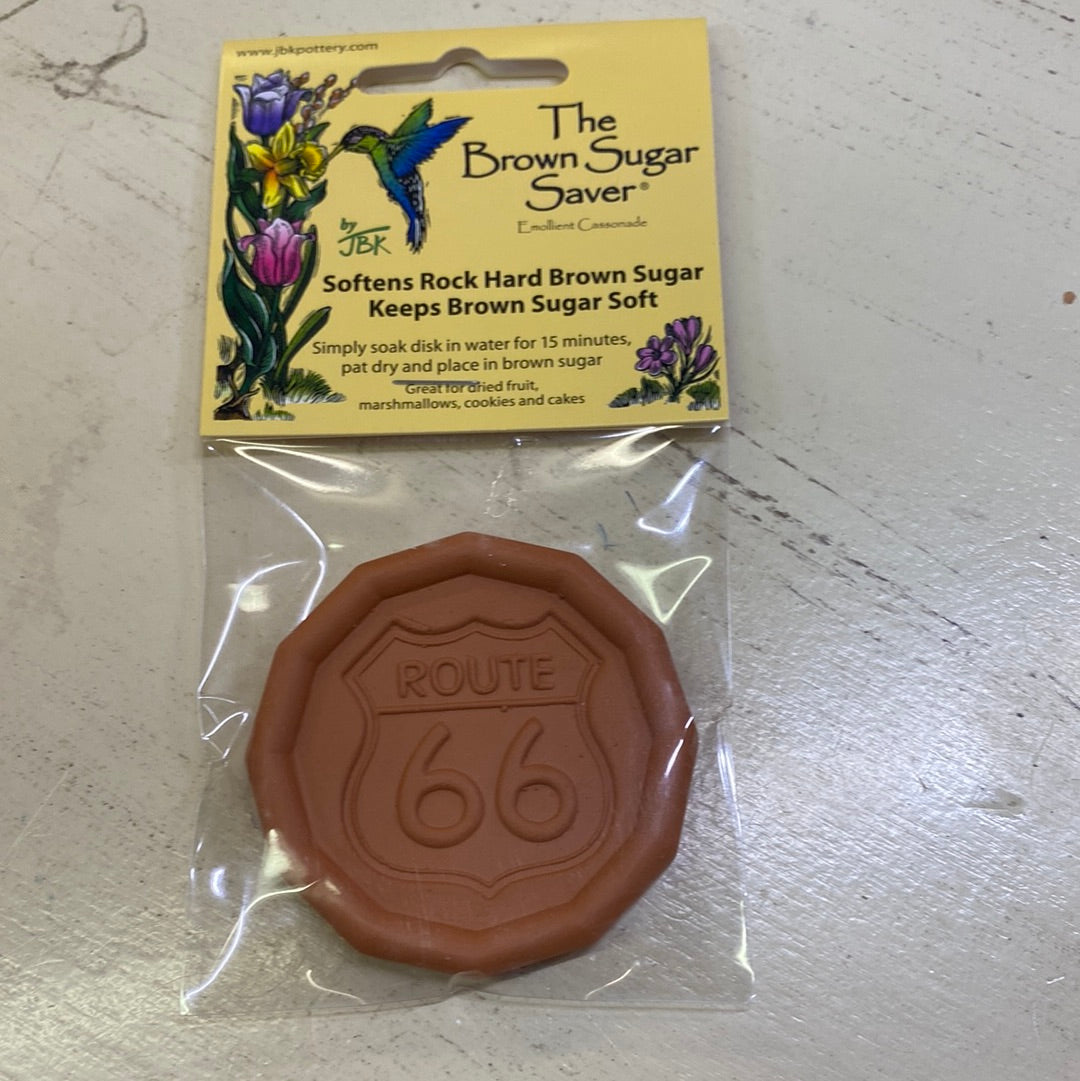 www.jbkpottery.com
The
Brown Sugar
Saver®
Emollient Cassonade
by
JBK
Softens Rock Hard Brown Sugar
Keeps Brown Sugar Soft
Simply soak disk in water for 15 minutes,
pat dry and place in brown sugar
Great for dried fruit,
marshmallows, cookies and cakes
ROUTE
66